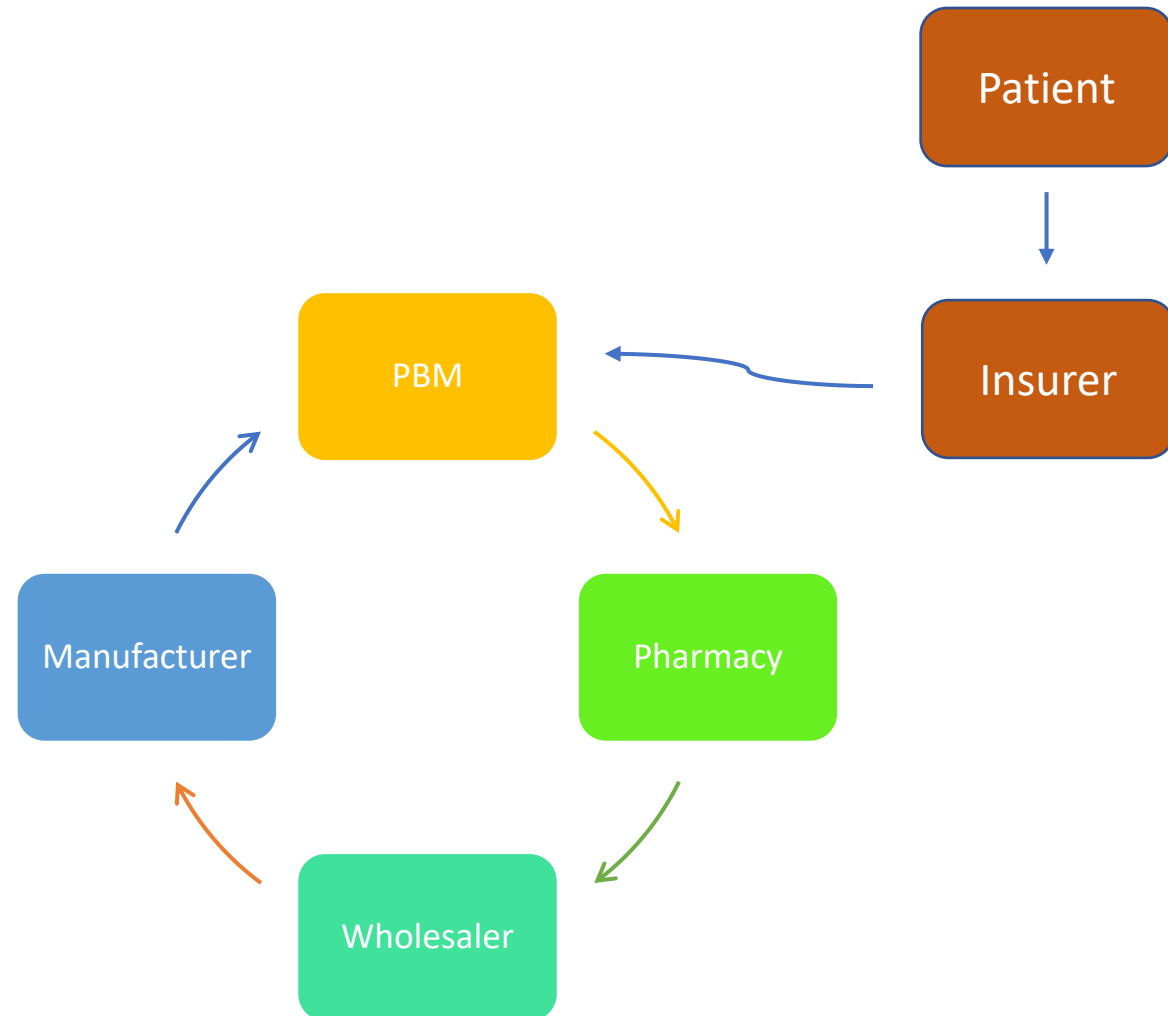 Patient
PBM
Insurer
Manufacturer
Pharmacy
Wholesaler